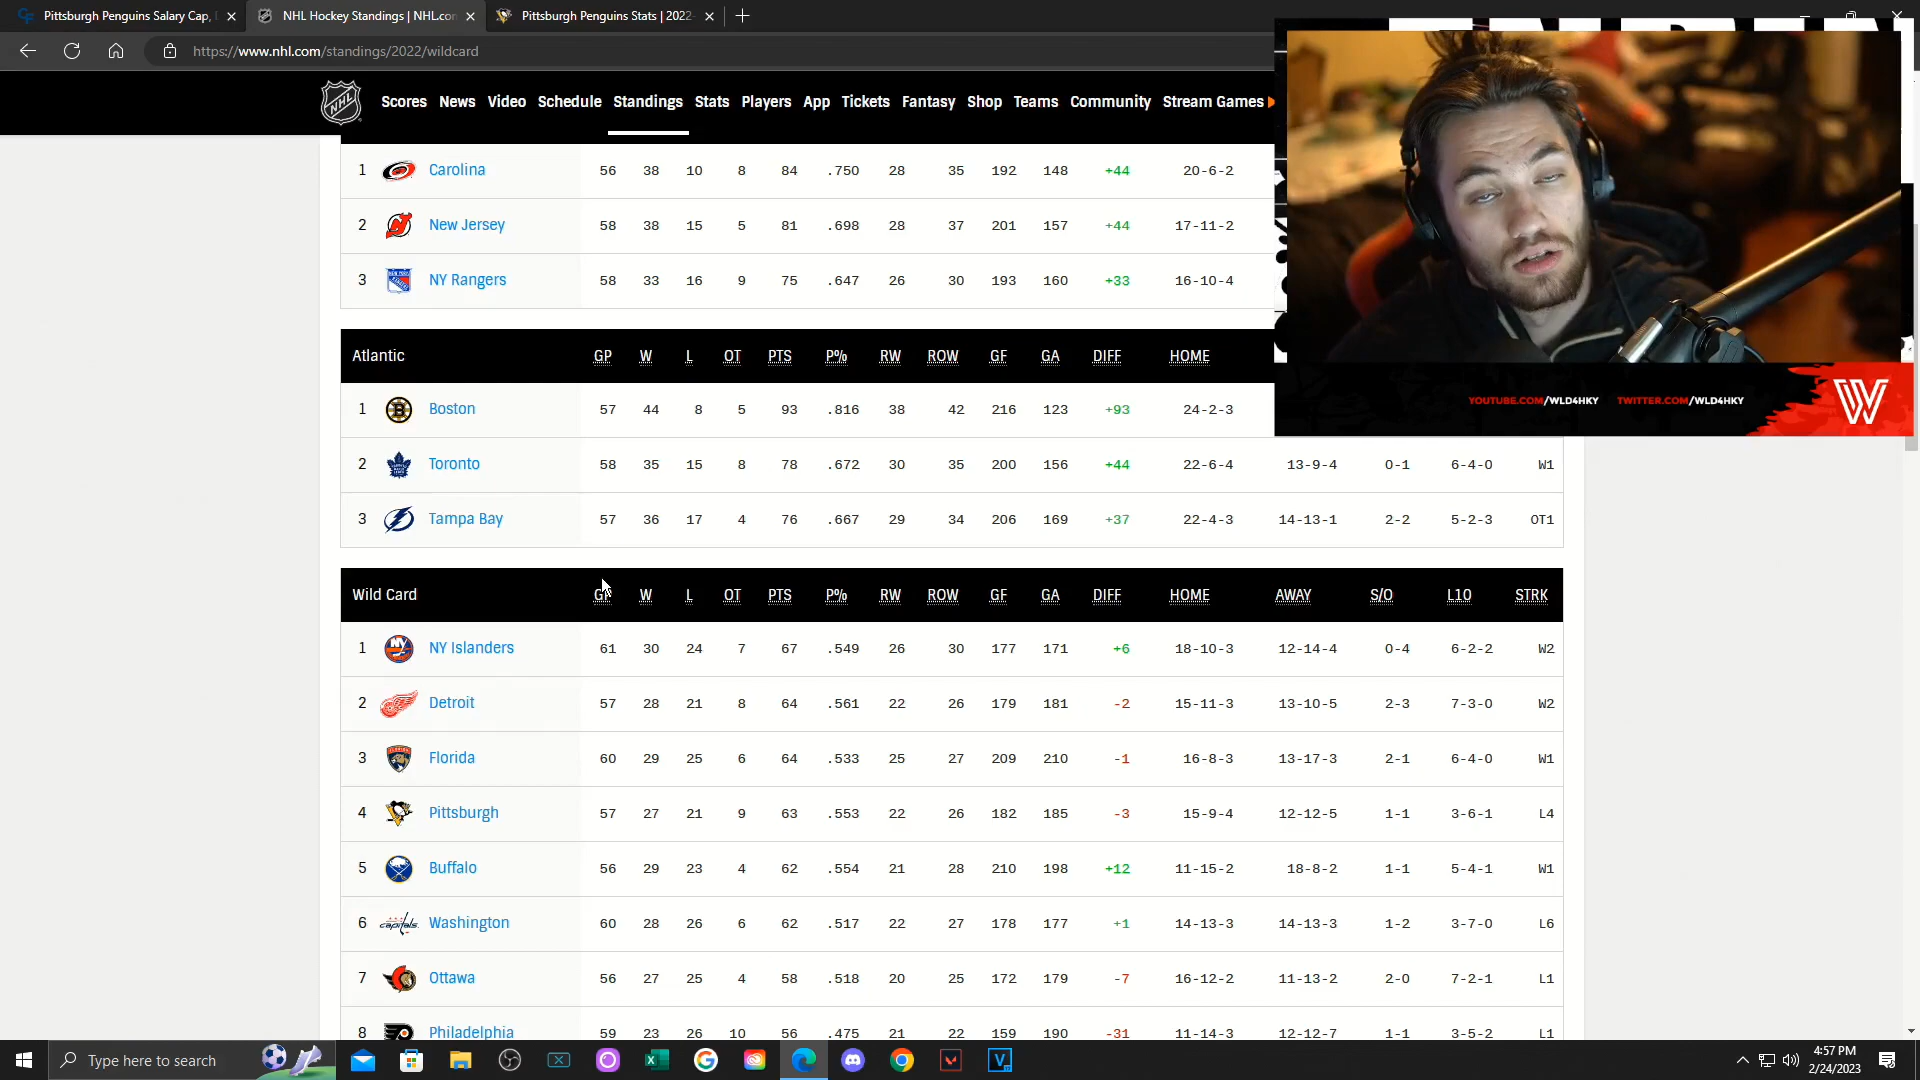 Pittsburgh Penguins Salary Cap,
NHL Hockey Standings | NHL.co
Pittsburgh Penguins Stats | 2022-
https://www.nhl.com/standings/2022/wildcard
NHL Scores News Video Schedule Standings Stats Players App Tickets Fantasy Shop Teams Community Stream Games
1 Carolina 56 38 10 8 84 .750 28 35 192 148 +44 20-6-2
2 New Jersey 58 38 15 5 81 .698 28 37 201 157 +44 17-11-2
3 NY Rangers 58 33 16 9 75 .647 26 30 193 160 +33 16-10-4
Atlantic GP W L OT PTS P% RW ROW GF GA DIFF HOME
1 Boston 57 44 8 5 93 .816 38 42 216 123 +93 24-2-3
YOUTUBE.COM/WLD4HKY TWITTER.COM/WLD4HKY W
2 Toronto 58 35 15 8 78 .672 30 35 200 156 +44 22-6-4 13-9-4 0-1 6-4-0 W1
3 Tampa Bay 57 36 17 4 76 .667 29 34 206 169 +37 22-4-3 14-13-1 2-2 5-2-3 OT1
Wild Card GP W L OT PTS P% RW ROW GF GA DIFF HOME AWAY S/O L10 STRK
1 NY Islanders 61 30 24 7 67 .549 26 30 177 171 +6 18-10-3 12-14-4 0-4 6-2-2 W2
2 Detroit 57 28 21 8 64 .561 22 26 179 181 -2 15-11-3 13-10-5 2-3 7-3-0 W2
3 Florida 60 29 25 6 64 .533 25 27 209 210 -1 16-8-3 13-17-3 2-1 6-4-0 W1
4 Pittsburgh 57 27 21 9 63 .553 22 26 182 185 -3 15-9-4 12-12-5 1-1 3-6-1 L4
5 Buffalo 56 29 23 4 62 .554 21 28 210 198 +12 11-15-2 18-8-2 1-1 5-4-1 W1
6 capitals Washington 60 28 26 6 62 .517 22 27 178 177 +1 14-13-3 14-13-3 1-2 3-7-0 L6
7 Ottawa 56 27 25 4 58 .518 20 25 172 179 -7 16-12-2 11-13-2 2-0 7-2-1 L1
8 Philadelphia 59 23 26 10 56 .475 21 22 159 190 -31 11-14-3 12-12-7 1-1 3-5-2 L1
Type here to search
4:57 PM
2/24/2023